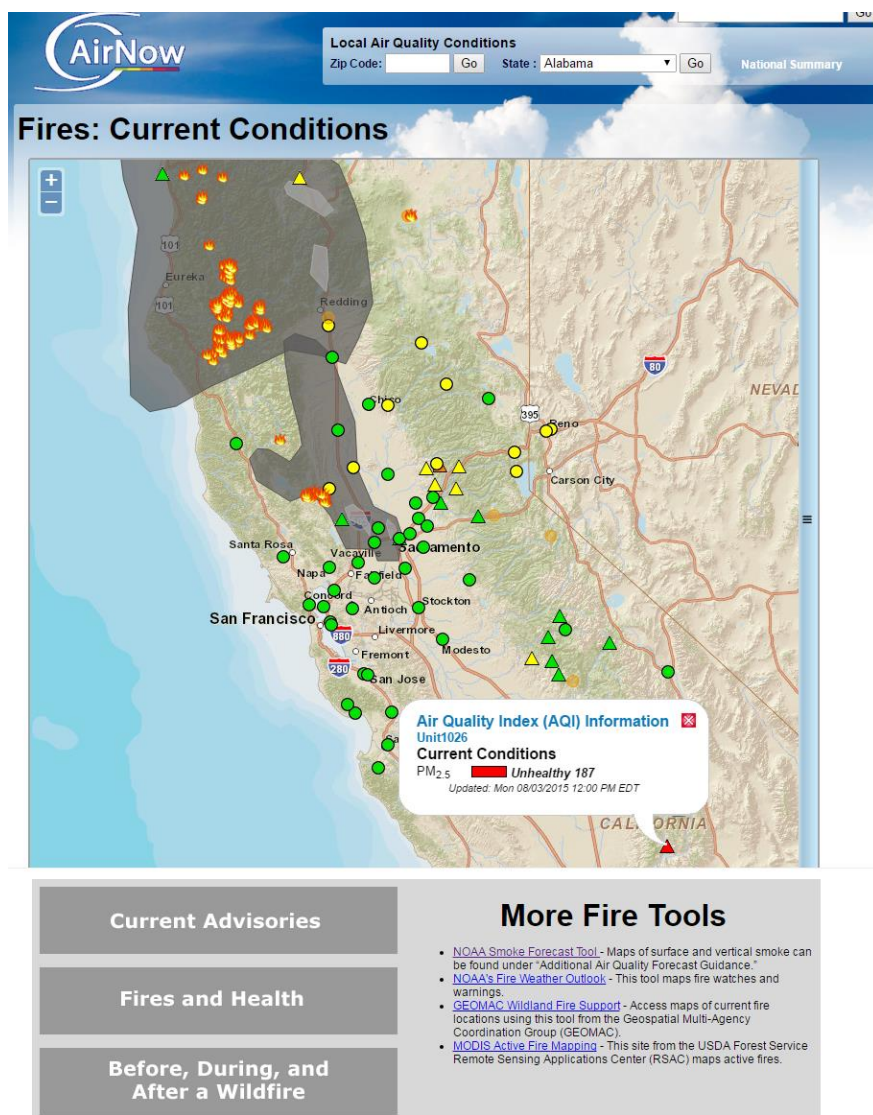 Go
AirNow
Local Air Quality Conditions
Zip Code: Go State : Alabama Go National Summary
Fires: Current Conditions
+
−
101
Eureka
101
Redding
80
NEVAD
Chico
395
Reno
Carson City
Santa Rosa
Vacaville
Sacramento
Napa
Fairfield
Concord
Antioch
Stockton
San Francisco
880
Livermore
Modesto
Fremont
280
San Jose
Sa
Air Quality Index (AQI) Information
Unit1026
Current Conditions
PM2.5 Unhealthy 187
Updated: Mon 08/03/2015 12:00 PM EDT
CALIFORNIA
Current Advisories
Fires and Health
Before, During, and
After a Wildfire
More Fire Tools
• NOAA Smoke Forecast Tool - Maps of surface and vertical smoke can
be found under "Additional Air Quality Forecast Guidance."
• NOAA's Fire Weather Outlook - This tool maps fire watches and
warnings.
• GEOMAC Wildland Fire Support - Access maps of current fire
locations using this tool from the Geospatial Multi-Agency
Coordination Group (GEOMAC).
• MODIS Active Fire Mapping - This site from the USDA Forest Service
Remote Sensing Applications Center (RSAC) maps active fires.